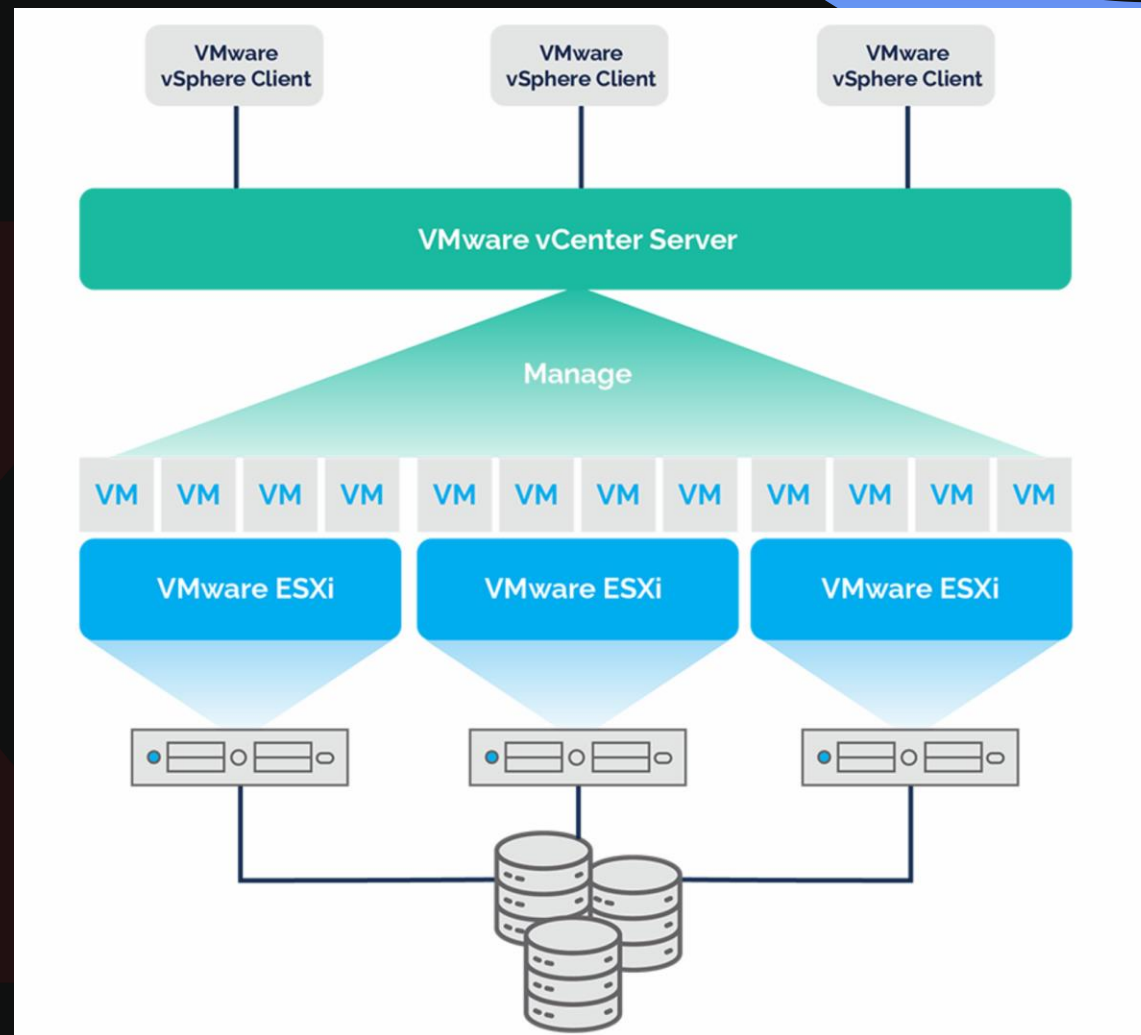 VMware
vSphere Client
VMware
vSphere Client
VMware
vSphere Client
VMware vCenter Server
Manage
VM VM VM VM VM VM VM VM VM VM VM VM
VMware ESXi VMware ESXi VMware ESXi